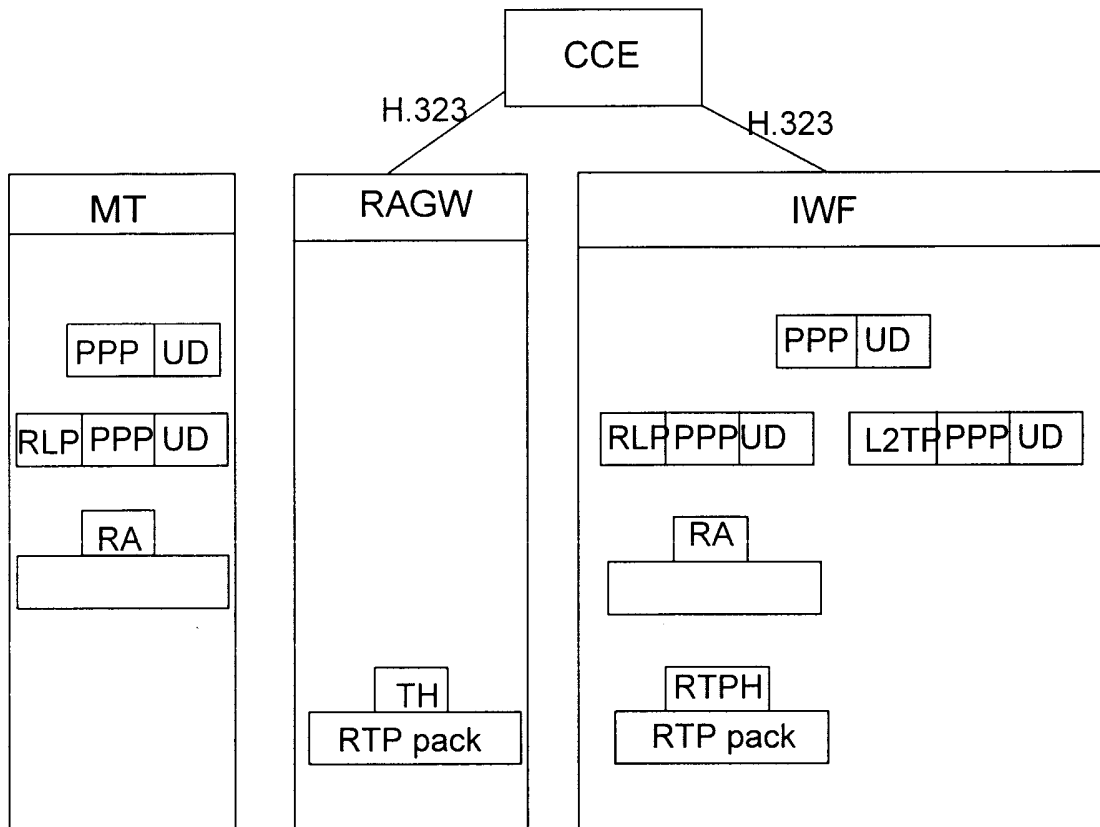 CCE
H.323
H.323
MT
RAGW
IWF
PPP UD
PPP UD
RLP PPP UD
RLP PPP UD
L2TP PPP UD
RA
RA
TH
RTPH
RTP pack
RTP pack